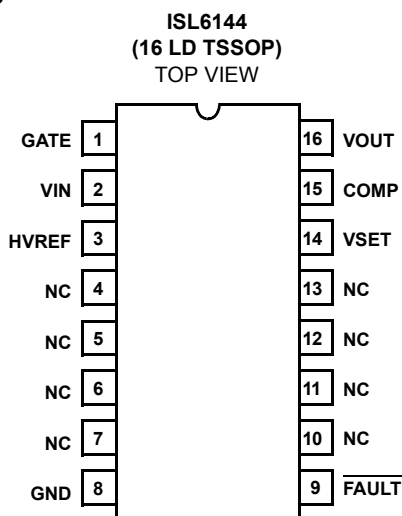 ISL6144
(16 LD TSSOP)
TOP VIEW
GATE 1 16 VOUT
VIN 2 15 COMP
HVREF 3 14 VSET
NC 4 13 NC
NC 5 12 NC
NC 6 11 NC
NC 7 10 NC
GND 8 9 FAULT